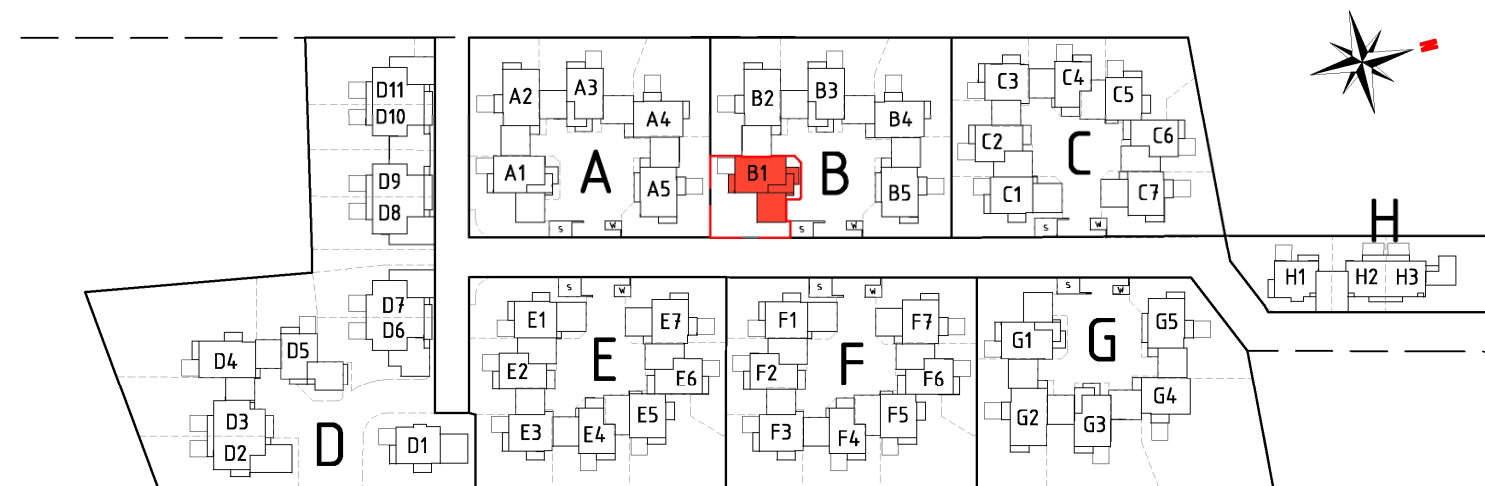 N
D11
D10
D9
D8
D7
D6
D5
D4
D3
D2
D1
D
A2
A3
A4
A1
A
A5
S
W
B2
B3
B4
B1
B
B5
S
W
C3
C4
C5
C2
C6
C
C1
C7
S
W
H
H1
H2
H3
S
W
E1
E7
E
E2
E6
E3
E4
E5
S
W
F1
F7
F
F2
F6
F3
F4
F5
S
W
G1
G5
G
G2
G3
G4